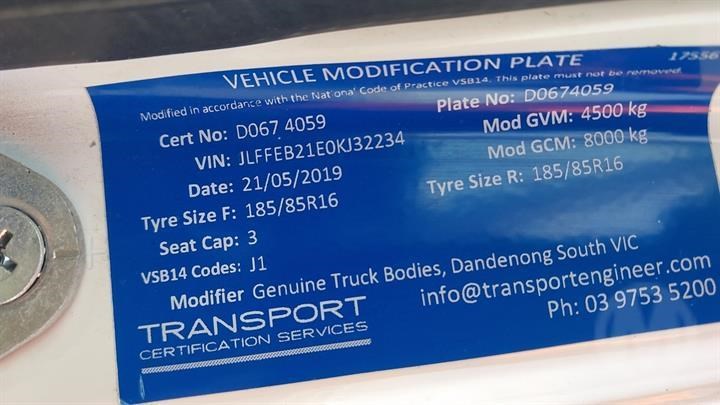 VEHICLE MODIFICATION PLATE 17556
Modified in accordance with the National Code of Practice VSB14. This plate must not be removed.
Cert No: D067 4059 Plate No: D0674059
VIN: JLFFEB21E0KJ32234 Mod GVM: 4500 kg
Date: 21/05/2019 Mod GCM: 8000 kg
Tyre Size F: 185/85R16 Tyre Size R: 185/85R16
Seat Cap: 3
VSB14 Codes: J1
Modifier Genuine Truck Bodies, Dandenong South VIC
TRANSPORT info@transportengineer.com
CERTIFICATION SERVICES Ph: 03 9753 5200